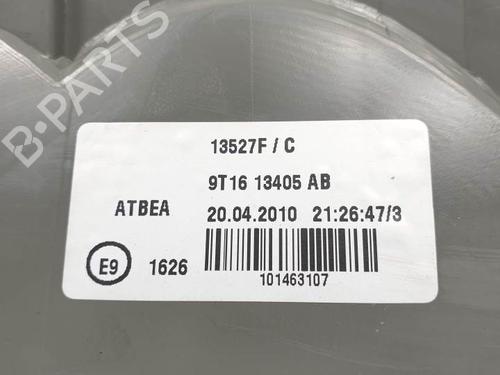 B-PARTS
13527F / C
9T16 13405 AB
ATBEA 20.04.2010 21:26:47/3
E9 1626
101463107